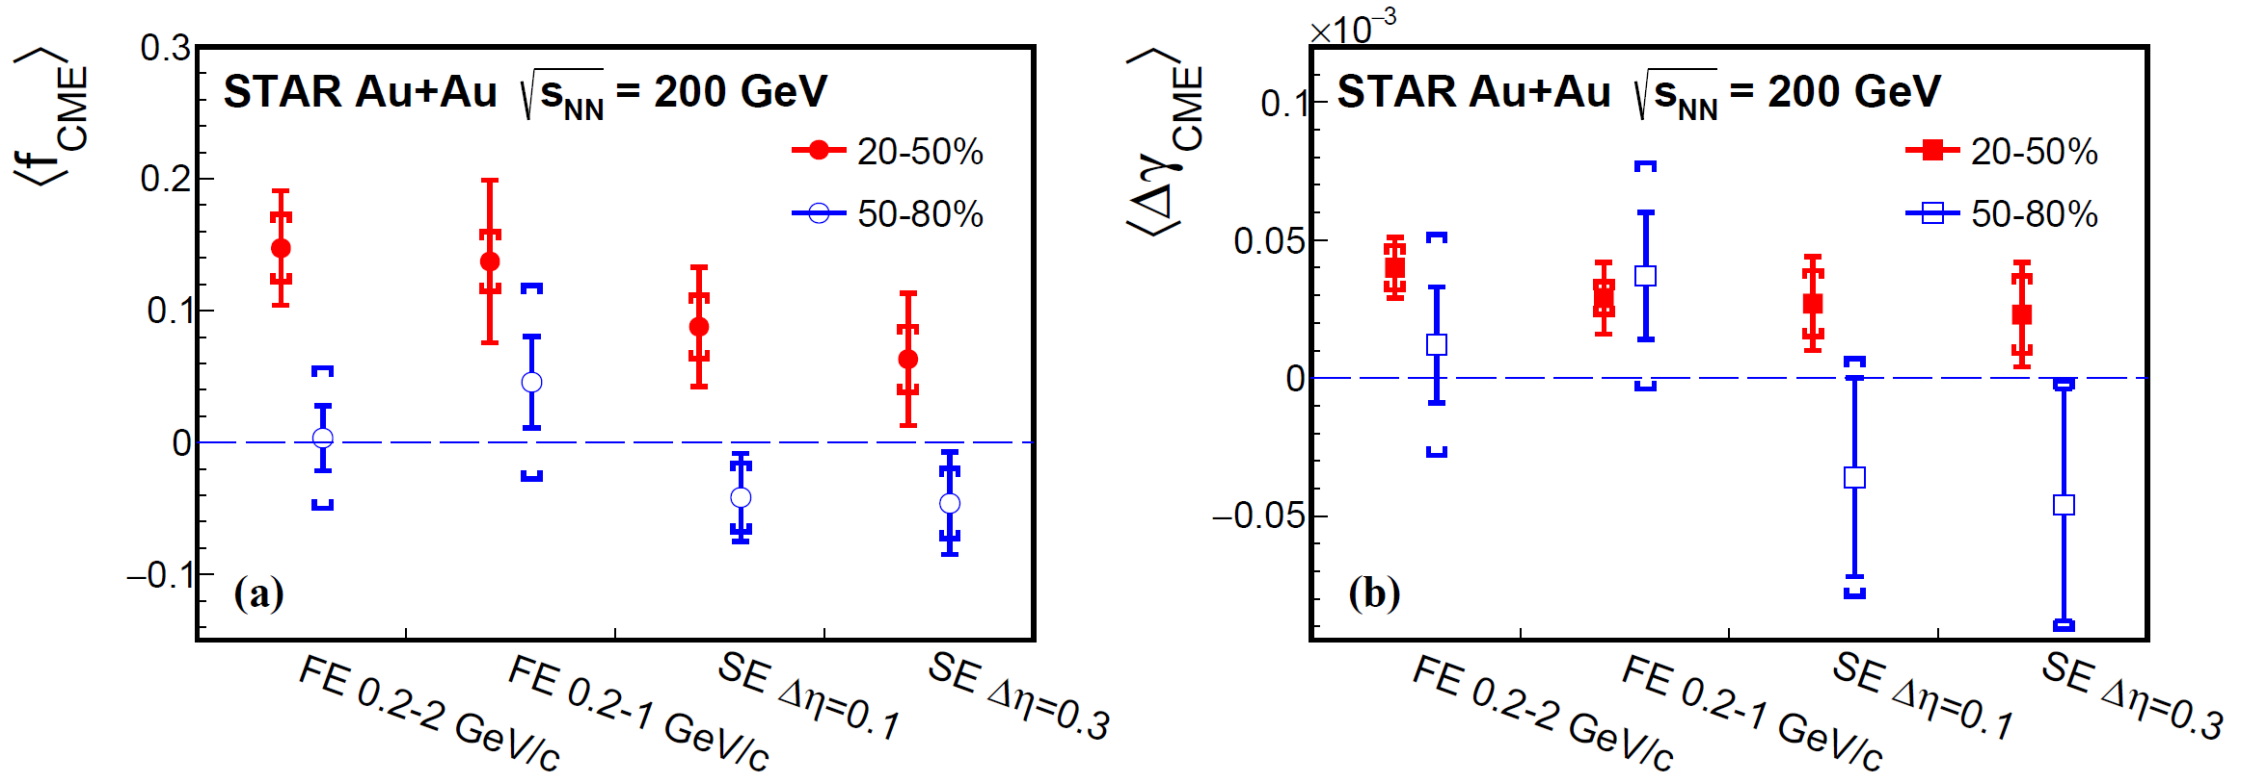 ⟨f_CME⟩
0.3
0.2
0.1
0
−0.1
STAR Au+Au √s_NN = 200 GeV
20-50%
50-80%
(a)
FE 0.2-2 GeV/c
FE 0.2-1 GeV/c
SE Δη=0.1
SE Δη=0.3
⟨Δγ_CME⟩
×10⁻³
0.1
0.05
0
−0.05
STAR Au+Au √s_NN = 200 GeV
20-50%
50-80%
(b)
FE 0.2-2 GeV/c
FE 0.2-1 GeV/c
SE Δη=0.1
SE Δη=0.3